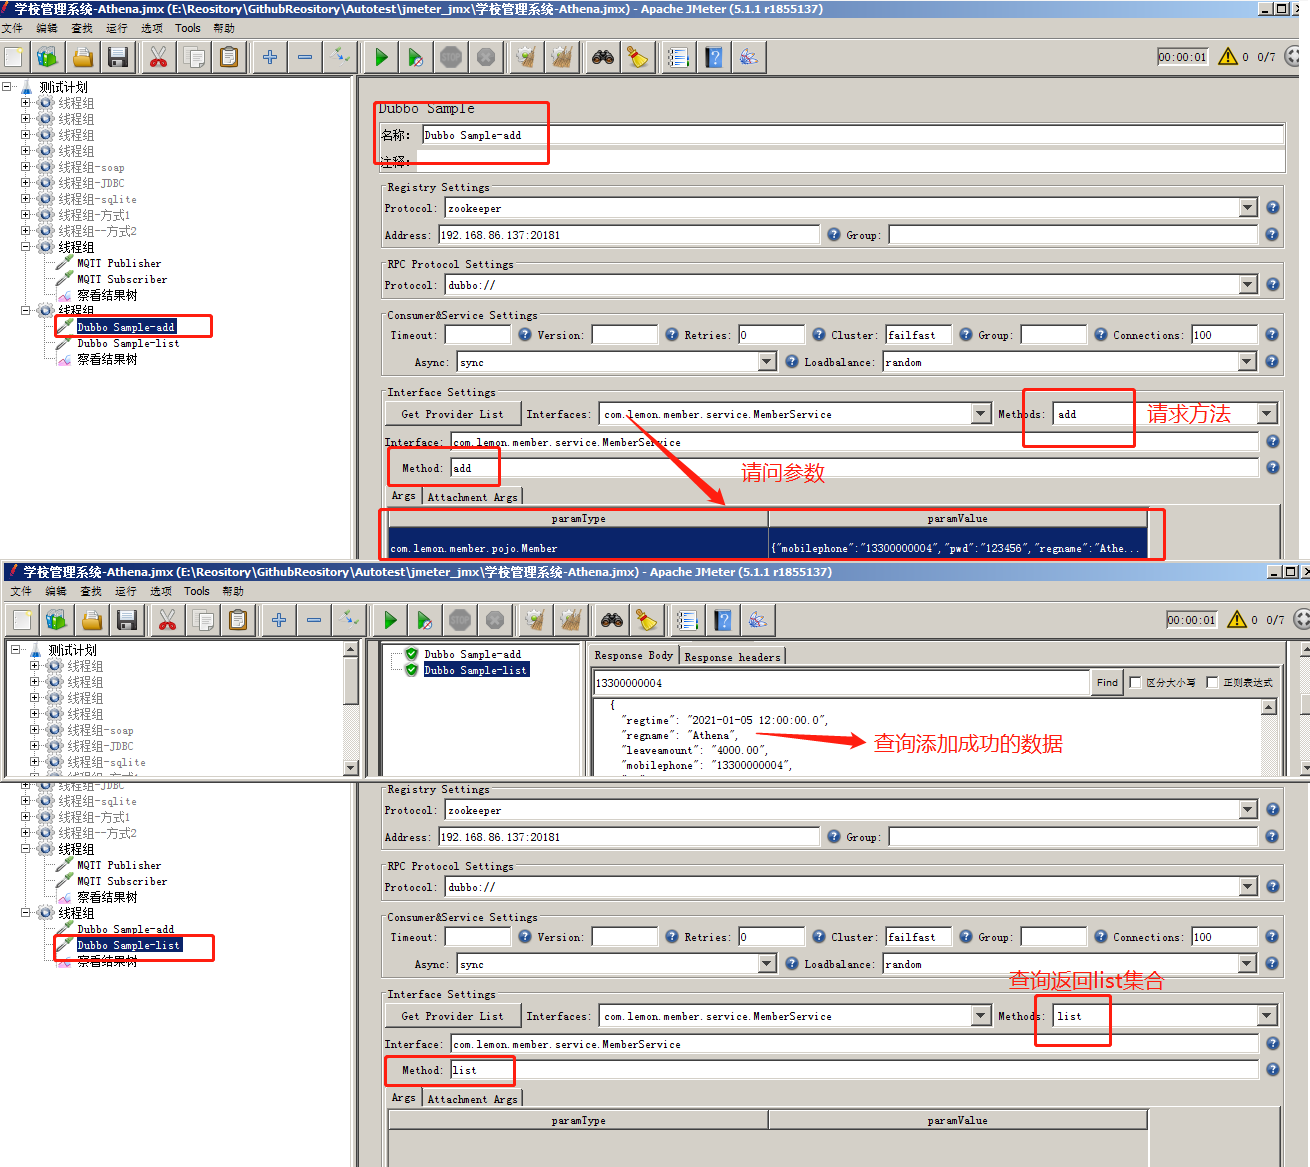 学校管理系统-Athena.jmx (E:\Reository\GithubReository\Autotest\jmeter_jmx\学校管理系统-Athena.jmx) - Apache JMeter (5.1.1 r1855137)
文件 编辑 查找 运行 选项 Tools 帮助
00:00:01 0 0/7
测试计划
线程组
线程组
线程组
线程组
线程组-soap
线程组-JDBC
线程组-sqlite
线程组-方式1
线程组--方式2
线程组
MQTT Publisher
MQTT Subscriber
察看结果树
线程组
Dubbo Sample-add
Dubbo Sample-list
察看结果树
Dubbo Sample
名称: Dubbo Sample-add
注释:
Registry Settings
Protocol: zookeeper
Address: 192.168.86.137:20181 Group:
RPC Protocol Settings
Protocol: dubbo://
Consumer&Service Settings
Timeout: Version: Retries: 0 Cluster: failfast Group: Connections: 100
Async: sync Loadbalance: random
Interface Settings
Get Provider List Interfaces: com.lemon.member.service.MemberService Methods: add 请求方法
Interface: com.lemon.member.service.MemberService
Method: add
请问参数
Args Attachment Args
paramType paramValue
com.lemon.member.pojo.Member {"mobilephone":"13300000004","pwd":"123456","regname":"Athe...
学校管理系统-Athena.jmx (E:\Reository\GithubReository\Autotest\jmeter_jmx\学校管理系统-Athena.jmx) - Apache JMeter (5.1.1 r1855137)
文件 编辑 查找 运行 选项 Tools 帮助
00:00:01 0 0/7
测试计划
线程组
线程组
线程组
线程组
线程组-soap
线程组-JDBC
线程组-sqlite
线程组-方式1
Dubbo Sample-add
Dubbo Sample-list
Response Body Response headers
13300000004 Find 区分大小写 正则表达式
{
"regtime": "2021-01-05 12:00:00.0",
"regname": "Athena",
"leaveamount": "4000.00",
"mobilephone": "13300000004",
查询添加成功的数据
线程组-JDBC
线程组-sqlite
线程组-方式1
线程组--方式2
线程组
MQTT Publisher
MQTT Subscriber
察看结果树
线程组
Dubbo Sample-add
Dubbo Sample-list
察看结果树
Registry Settings
Protocol: zookeeper
Address: 192.168.86.137:20181 Group:
RPC Protocol Settings
Protocol: dubbo://
Consumer&Service Settings
Timeout: Version: Retries: 0 Cluster: failfast Group: Connections: 100
Async: sync Loadbalance: random
查询返回list集合
Interface Settings
Get Provider List Interfaces: com.lemon.member.service.MemberService Methods: list
Interface: com.lemon.member.service.MemberService
Method: list
Args Attachment Args
paramType paramValue